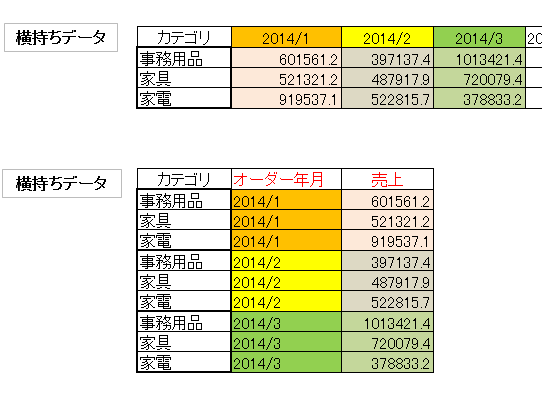 横持ちデータ
カテゴリ 2014/1 2014/2 2014/3 20
事務用品 601561.2 397137.4 1013421.4
家具 521321.2 487917.9 720079.4
家電 919537.1 522815.7 378833.2
横持ちデータ
カテゴリ オーダー年月 売上
事務用品 2014/1 601561.2
家具 2014/1 521321.2
家電 2014/1 919537.1
事務用品 2014/2 397137.4
家具 2014/2 487917.9
家電 2014/2 522815.7
事務用品 2014/3 1013421.4
家具 2014/3 720079.4
家電 2014/3 378833.2